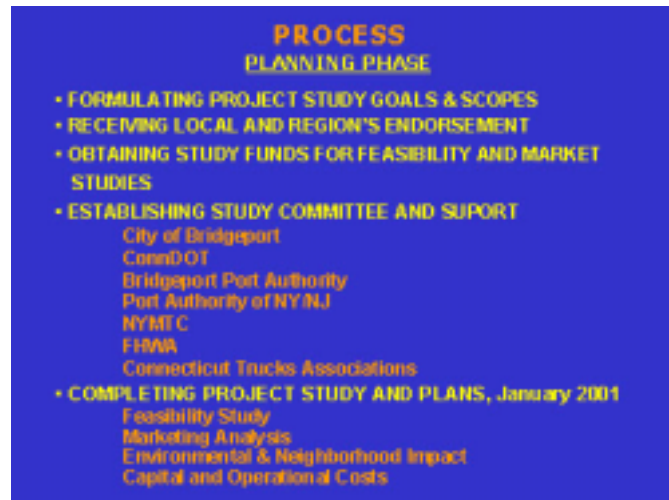 PROCESS
PLANNING PHASE
• FORMULATING PROJECT STUDY GOALS & SCOPES
• RECEIVING LOCAL AND REGION'S ENDORSEMENT
• OBTAINING STUDY FUNDS FOR FEASIBILITY AND MARKET
STUDIES
• ESTABLISHING STUDY COMMITTEE AND SUPORT
City of Bridgeport
ConnDOT
Bridgeport Port Authority
Port Authority of NY/NJ
NYMTC
FHWA
Connecticut Trucks Associations
• COMPLETING PROJECT STUDY AND PLANS, January 2001
Feasibility Study
Marketing Analysis
Environmental & Neighborhood Impact
Capital and Operational Costs